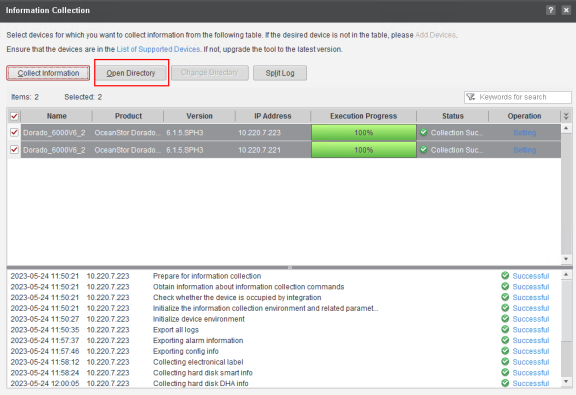 Information Collection
? ×
Select devices for which you want to collect information from the following table. If the desired device is not in the table, please Add Devices.
Ensure that the devices are in the List of Supported Devices. If not, upgrade the tool to the latest version.
Collect Information Open Directory Change Directory Split Log
Items: 2 Selected: 2 Keywords for search
Name Product Version IP Address Execution Progress Status Operation
Dorado_6000V6_2 OceanStor Dorado... 6.1.5.SPH3 10.220.7.223 100% Collection Suc... Setting
Dorado_6000V6_2 OceanStor Dorado... 6.1.5.SPH3 10.220.7.221 100% Collection Suc... Setting
2023-05-24 11:50:21 10.220.7.223 Prepare for information collection Successful
2023-05-24 11:50:21 10.220.7.223 Obtain information about information collection commands Successful
2023-05-24 11:50:21 10.220.7.223 Check whether the device is occupied by integration Successful
2023-05-24 11:50:21 10.220.7.223 Initialize the information collection environment and related paramet... Successful
2023-05-24 11:50:27 10.220.7.223 Initialize device environment Successful
2023-05-24 11:50:35 10.220.7.223 Export all logs Successful
2023-05-24 11:57:37 10.220.7.223 Exporting alarm information Successful
2023-05-24 11:57:46 10.220.7.223 Exporting config info Successful
2023-05-24 11:58:12 10.220.7.223 Collecting electronical label Successful
2023-05-24 11:58:24 10.220.7.223 Collecting hard disk smart info Successful
2023-05-24 12:00:05 10.220.7.223 Collecting hard disk DHA info Successful